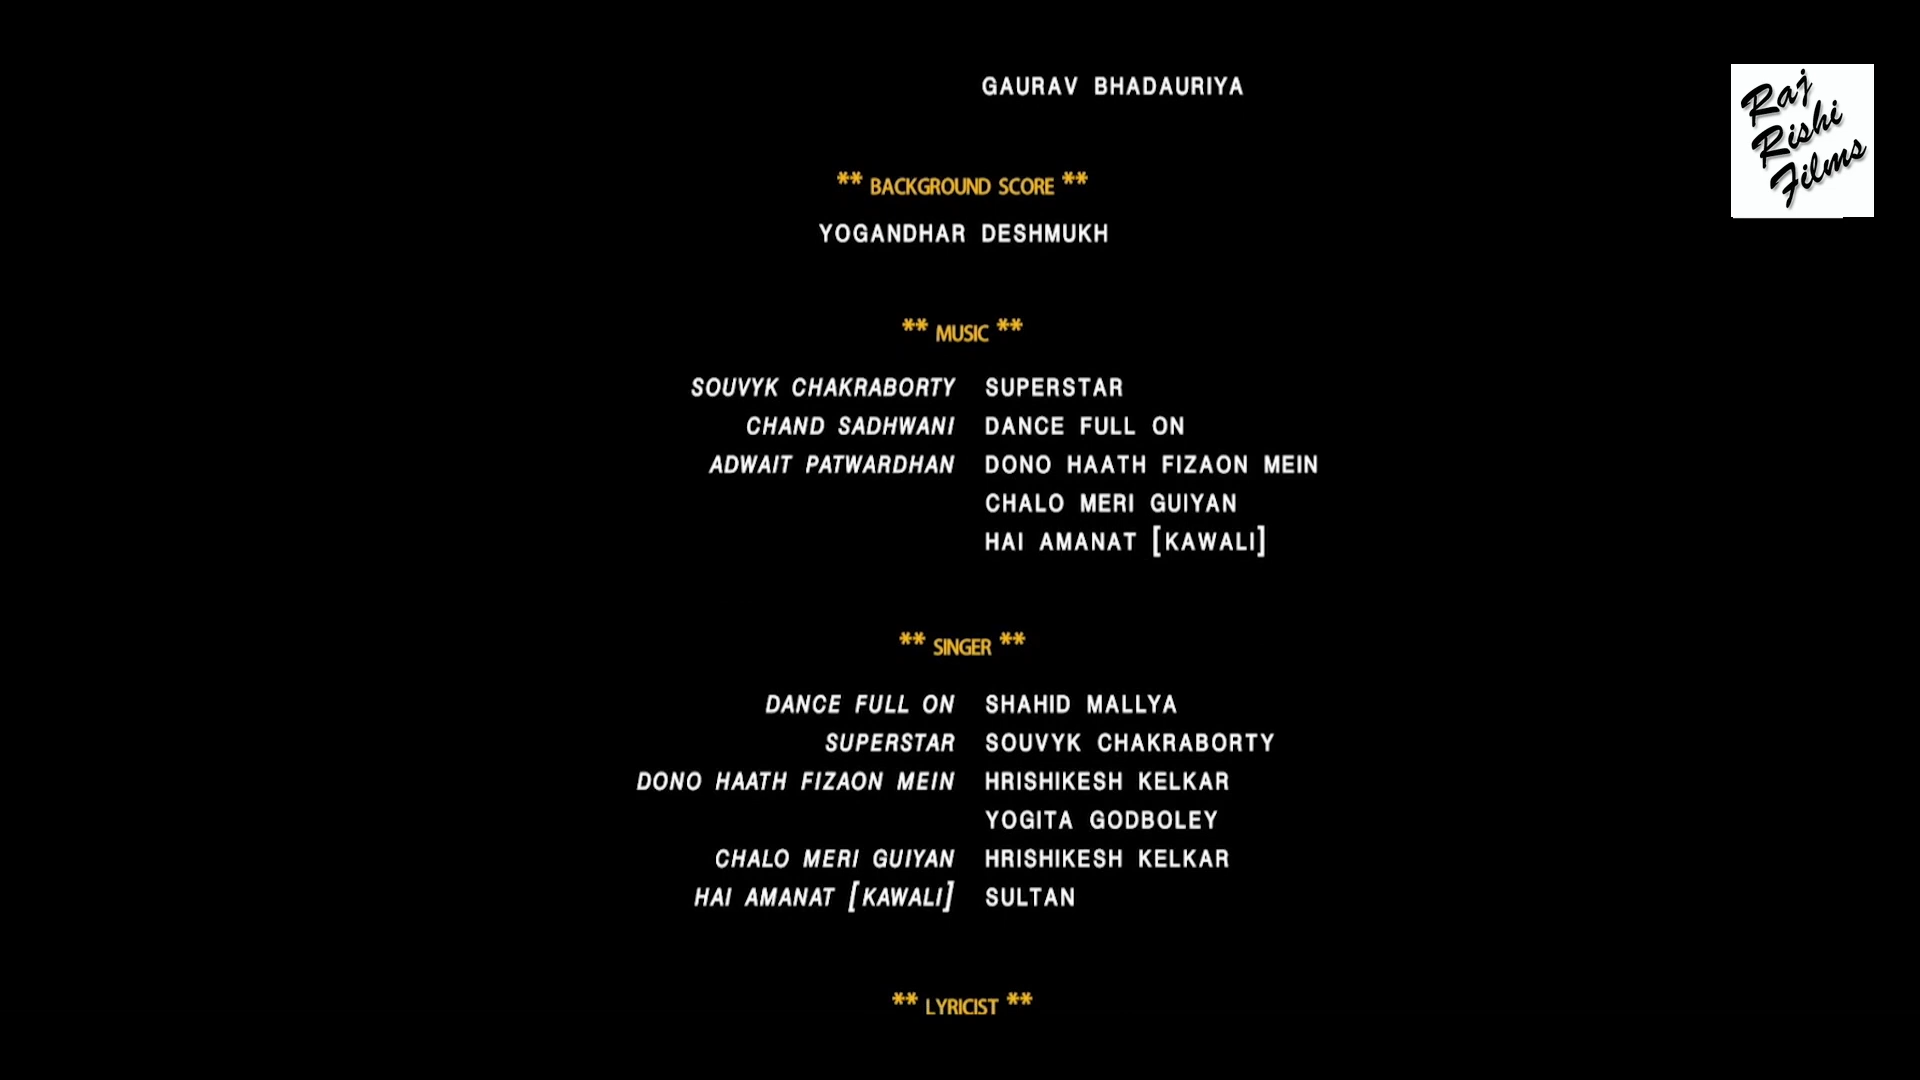 GAURAV BHADAURIYA
Raj
Rishi
Films
** BACKGROUND SCORE **
YOGANDHAR DESHMUKH
** MUSIC **
SOUVYK CHAKRABORTY SUPERSTAR
CHAND SADHWANI DANCE FULL ON
ADWAIT PATWARDHAN DONO HAATH FIZAON MEIN
CHALO MERI GUIYAN
HAI AMANAT [KAWALI]
** SINGER **
DANCE FULL ON SHAHID MALLYA
SUPERSTAR SOUVYK CHAKRABORTY
DONO HAATH FIZAON MEIN HRISHIKESH KELKAR
YOGITA GODBOLEY
CHALO MERI GUIYAN HRISHIKESH KELKAR
HAI AMANAT [KAWALI] SULTAN
** LYRICIST **